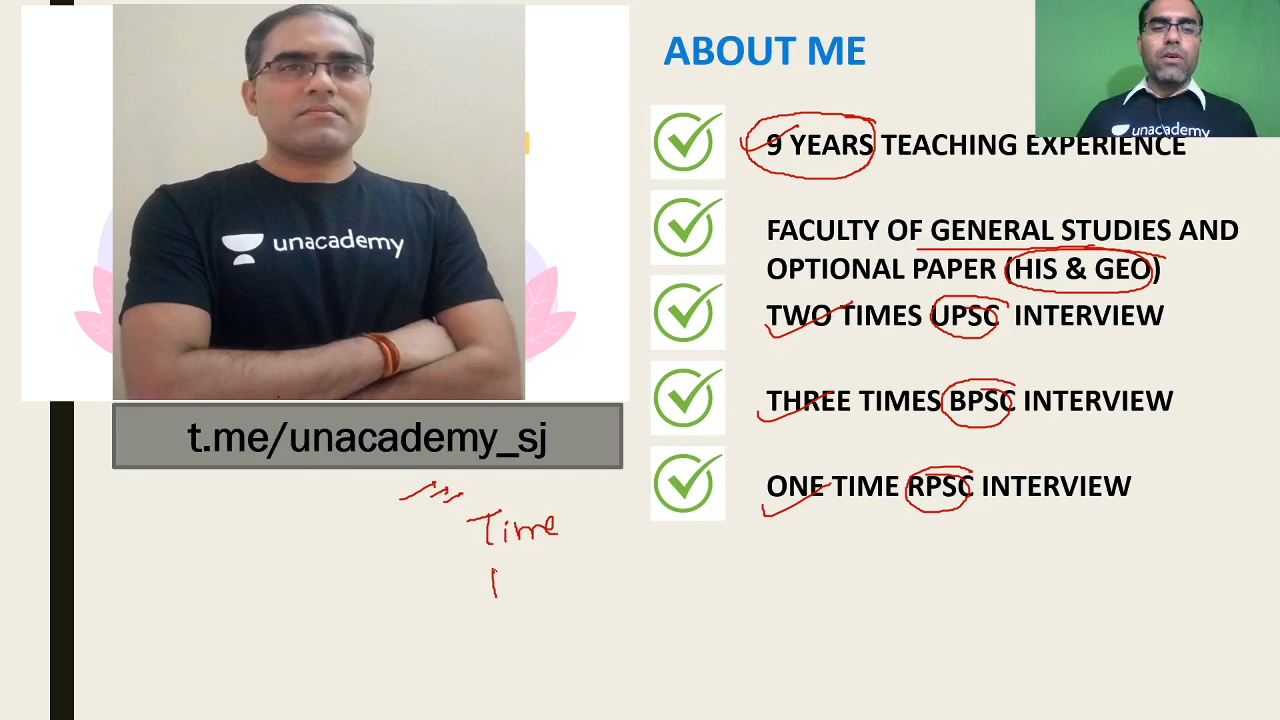 ABOUT ME
unacademy
9 YEARS TEACHING EXPERIENCE
FACULTY OF GENERAL STUDIES AND
OPTIONAL PAPER (HIS & GEO)
unacademy
TWO TIMES UPSC INTERVIEW
THREE TIMES BPSC INTERVIEW
t.me/unacademy_sj
ONE TIME RPSC INTERVIEW
Time